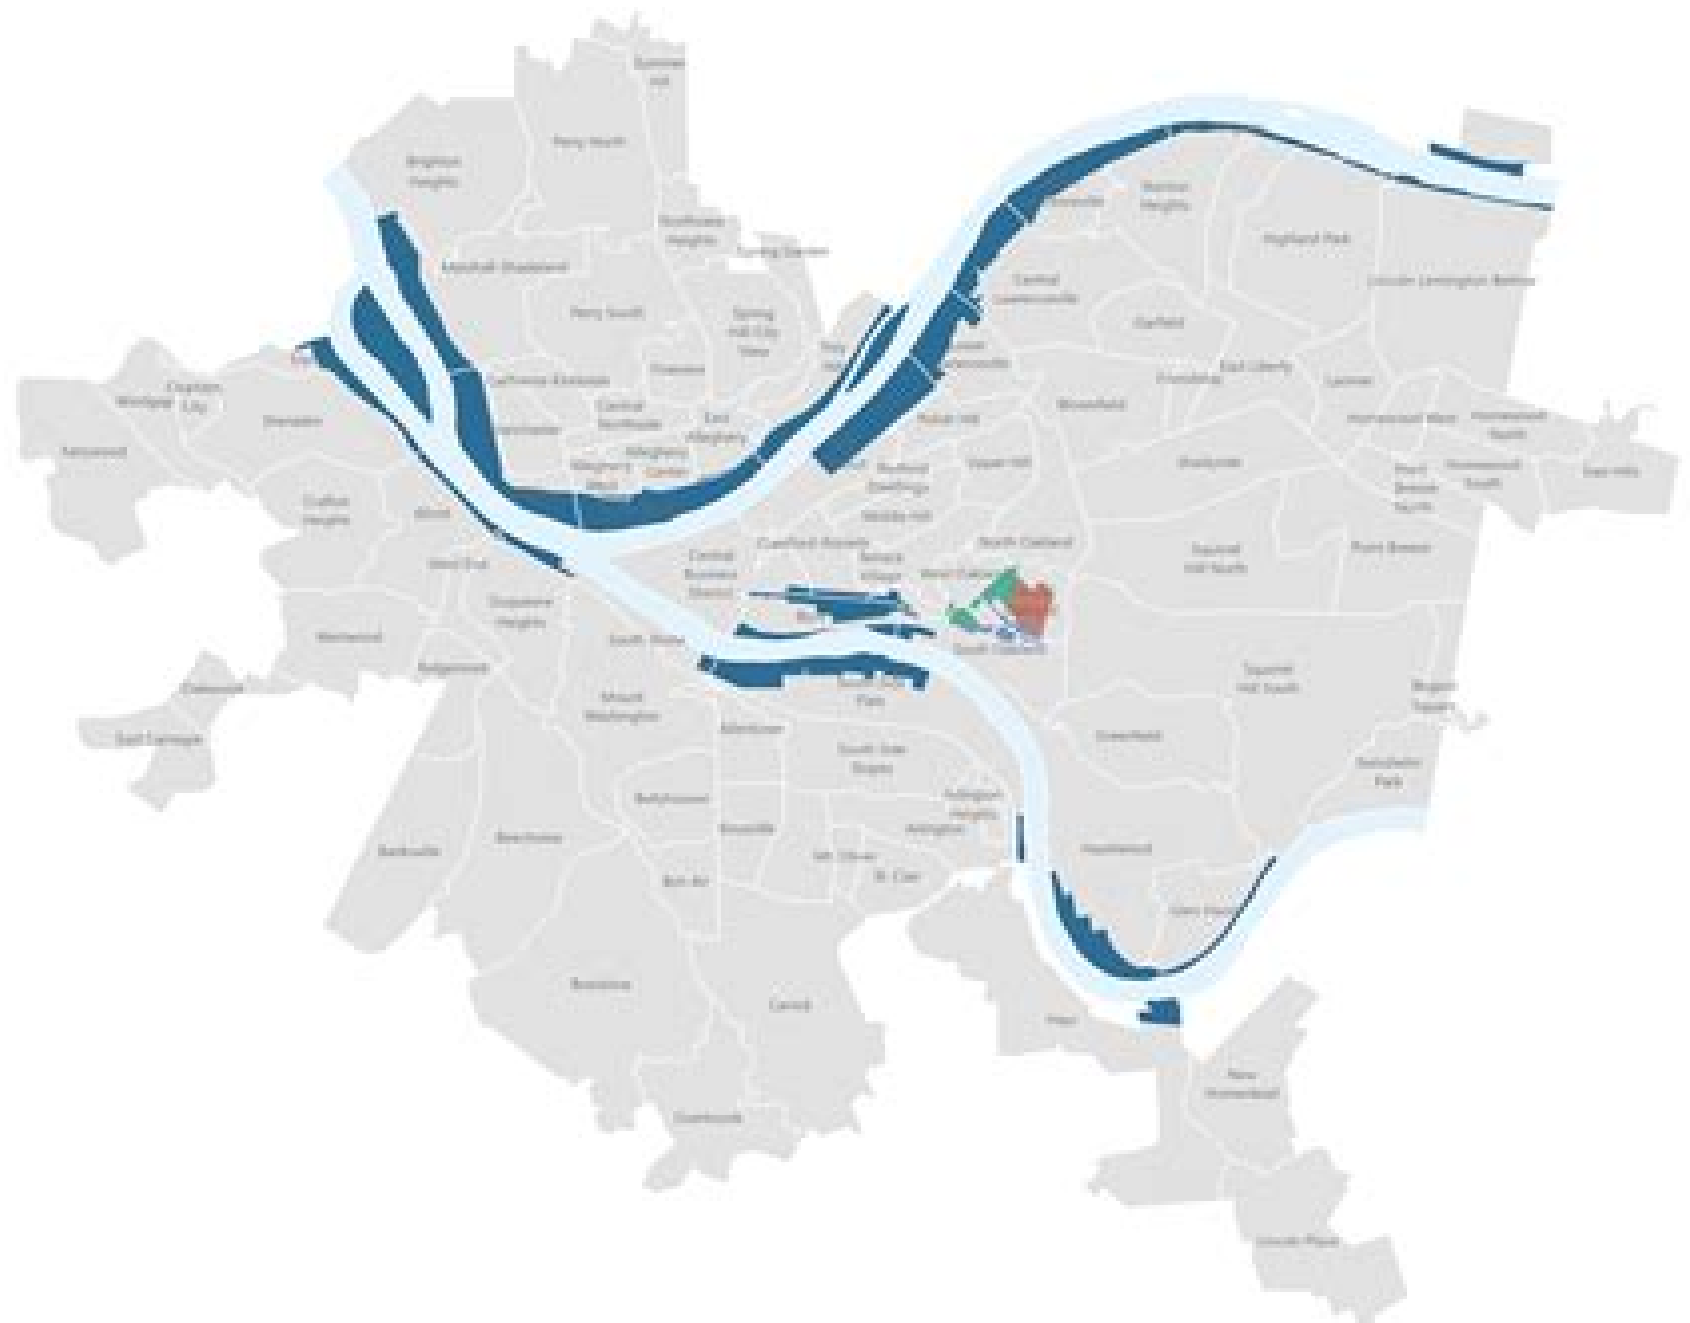 Summer
Hill
Perry North
Brighton
Heights
Northview
Heights
Spring Garden
Marshall-Shadeland
Perry South
Spring
Hill-City
View
Morningside
Stanton
Heights
Highland Park
Lincoln-Lemington-Belmar
Central
Lawrenceville
Garfield
East Liberty
Friendship
Larimer
Bloomfield
Homewood West
Homewood
North
Homewood
South
East Hills
Point
Breeze
North
Point Breeze
Shadyside
Squirrel
Hill North
Squirrel
Hill South
Regent
Square
Swisshelm
Park
Greenfield
Hazelwood
Glen Hazel
Hays
New
Homestead
Lincoln Place
California-Kirkbride
Fineview
Central
Northside
East
Allegheny
Allegheny
Center
Allegheny
West
Polish Hill
Upper Hill
Bedford
Dwellings
Middle Hill
Crawford-Roberts
Terrace
Village
North Oakland
West Oakland
South Oakland
Central
Business
District
Windgap
Chartiers
City
Sheraden
Fairywood
Crafton
Heights
Elliott
West End
Duquesne
Heights
Westwood
Ridgemont
Oakwood
East Carnegie
South Shore
Mount
Washington
South Side
Flats
Allentown
South Side
Slopes
Beltzhoover
Knoxville
Arlington
Heights
Arlington
Mt. Oliver
St. Clair
Bon Air
Beechview
Banksville
Brookline
Carrick
Overbrook